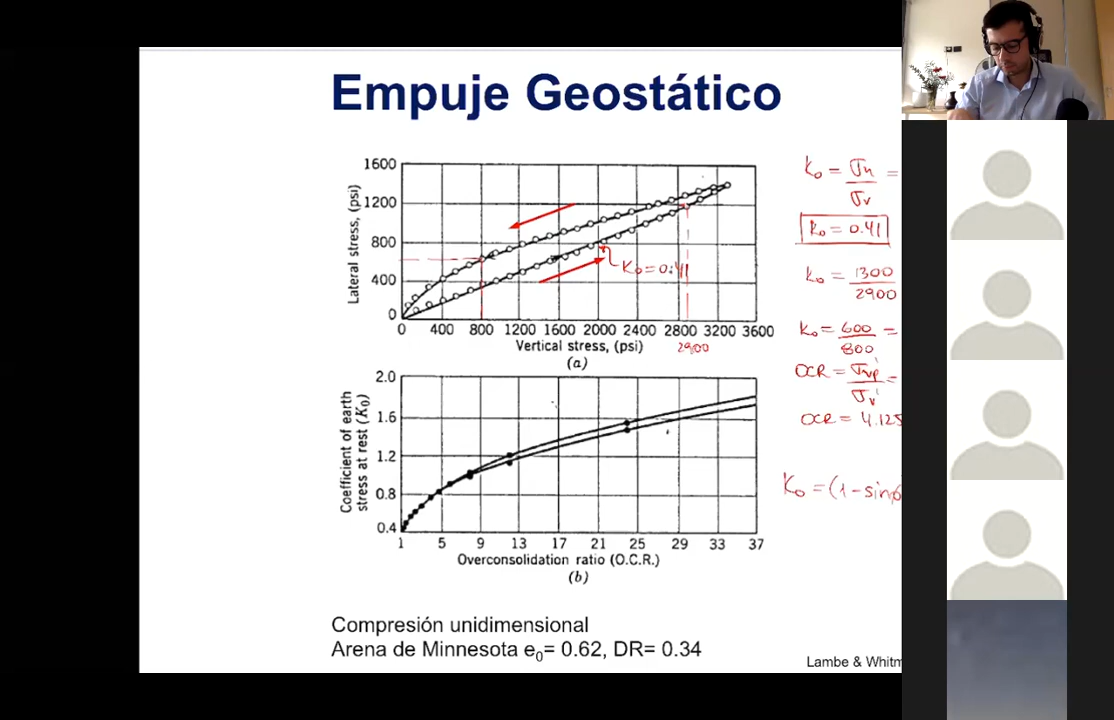 Empuje Geostático
1600
1200
800
400
0
Lateral stress, (psi)
0 400 800 1200 1600 2000 2400 2800 3200 3600
Vertical stress, (psi)
2900
K₀=0.41
(a)
2.0
1.6
1.2
0.8
0.4
Coefficient of earth
stress at rest (K₀)
1 5 9 13 17 21 25 29 33 37
Overconsolidation ratio (O.C.R.)
(b)
K₀ = σh/σv =
K₀ = 0.41
K₀ = 1300/2900
K₀ = 600/800 =
OCR = σvp'/σv' =
OCR = 4.125
K₀ = (1-sinϕ
Compresión unidimensional
Arena de Minnesota e₀= 0.62, DR= 0.34
Lambe & Whitm